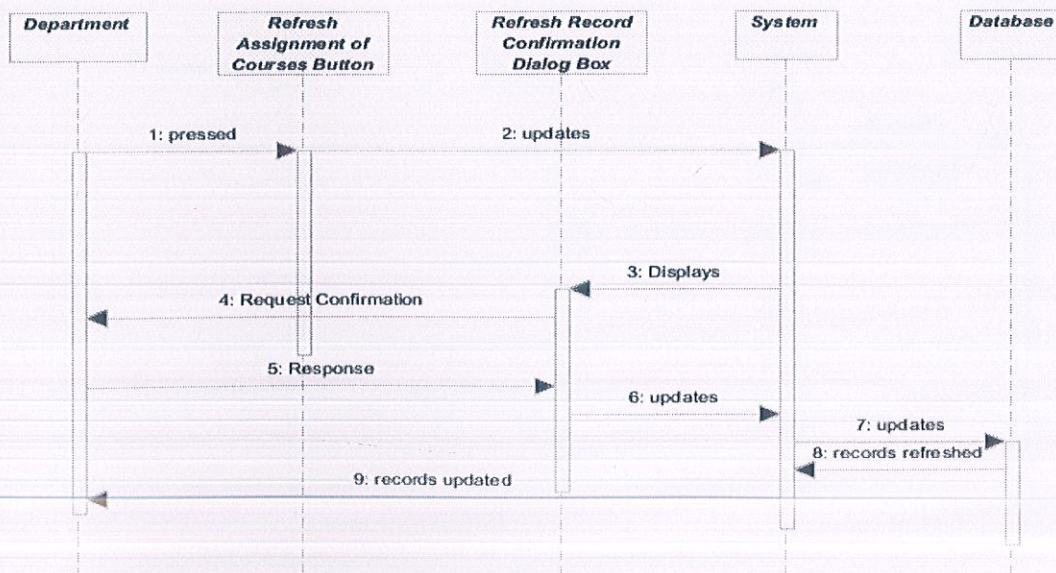 Department
Refresh
Assignment of
Courses Button
Refresh Record
Confirmation
Dialog Box
System
Database
1: pressed
2: updates
3: Displays
4: Request Confirmation
5: Response
6: updates
7: updates
8: records refreshed
9: records updated